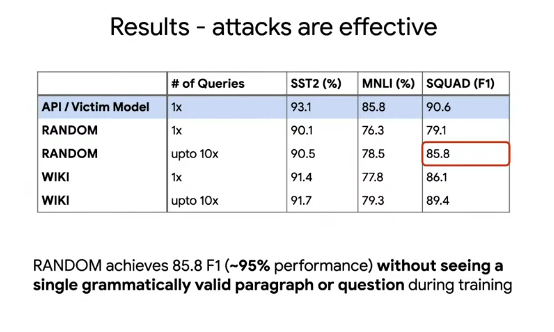 Results - attacks are effective
# of Queries SST2 (%) MNLI (%) SQUAD (F1)
API / Victim Model 1x 93.1 85.8 90.6
RANDOM 1x 90.1 76.3 79.1
RANDOM upto 10x 90.5 78.5 85.8
WIKI 1x 91.4 77.8 86.1
WIKI upto 10x 91.7 79.3 89.4
RANDOM achieves 85.8 F1 (~95% performance) without seeing a
single grammatically valid paragraph or question during training